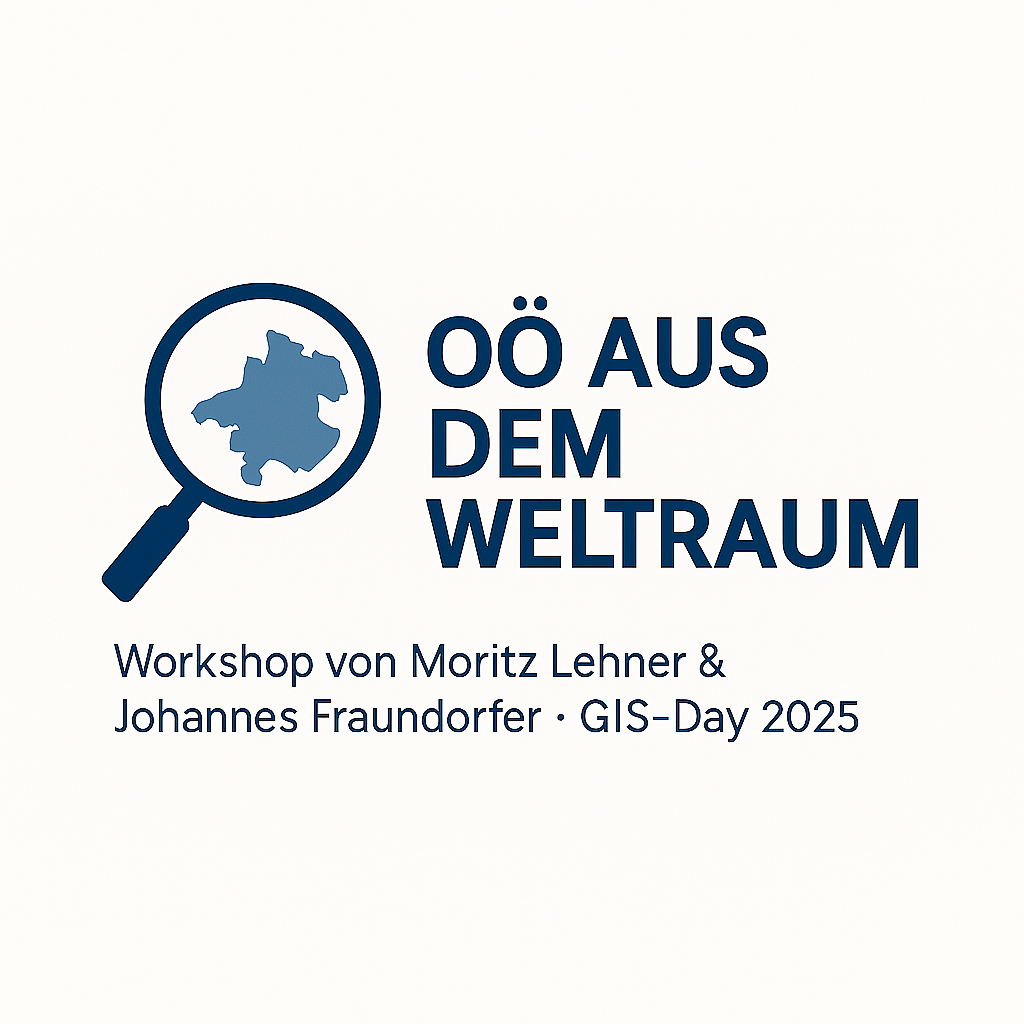 OÖ AUS
DEM
WELTRAUM
Workshop von Moritz Lehner &
Johannes Fraundorfer · GIS-Day 2025